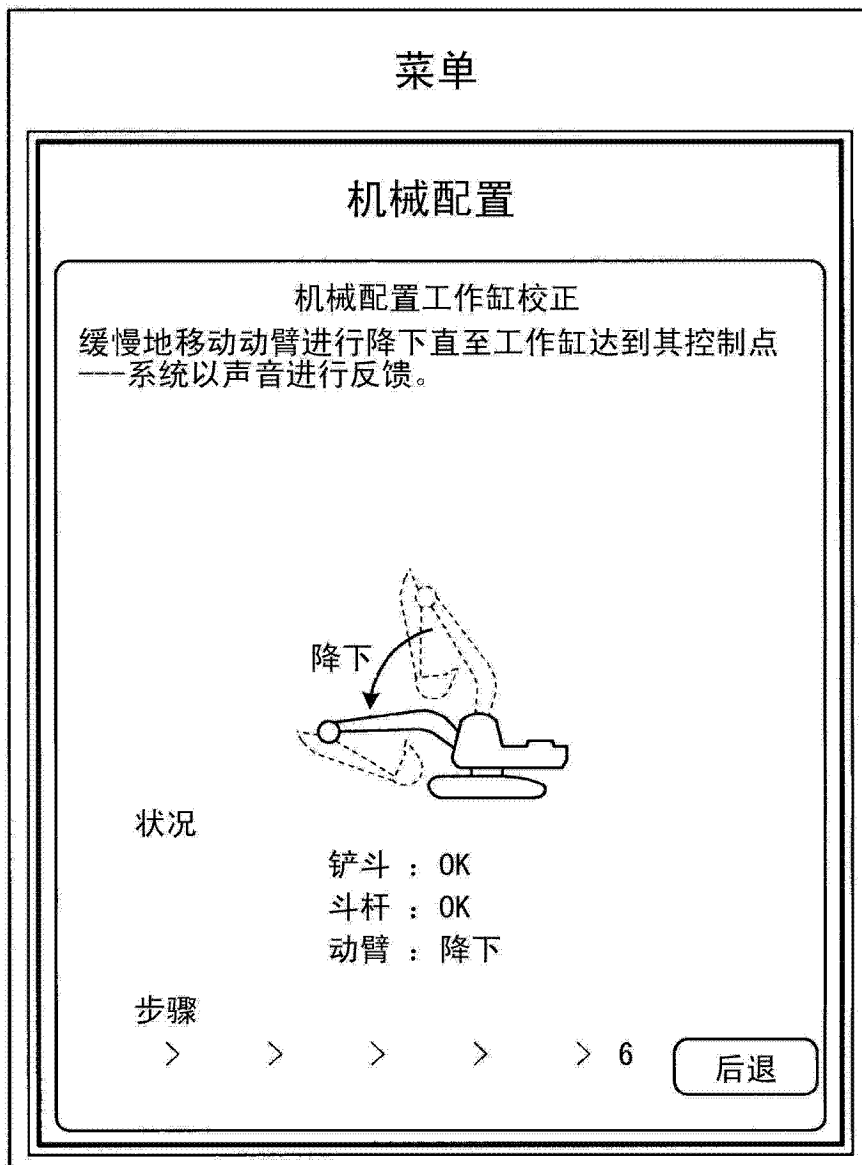 菜单
机械配置
机械配置工作缸校正
缓慢地移动动臂进行降下直至工作缸达到其控制点
---系统以声音进行反馈。
降下
状况
铲斗 : OK
斗杆 : OK
动臂 : 降下
步骤
> > > > > 6
后退